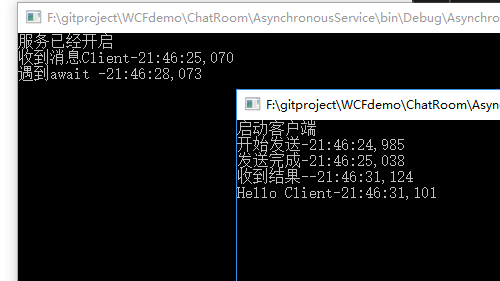 F:\gitproject\WCFdemo\ChatRoom\AsynchronousService\bin\Debug\Asynchro
服务已经开启
收到消息Client-21:46:25,070
遇到await -21:46:28,073
F:\gitproject\WCFdemo\ChatRoom\Asyn
启动客户端
开始发送-21:46:24,985
发送完成-21:46:25,038
收到结果--21:46:31,124
Hello Client-21:46:31,101